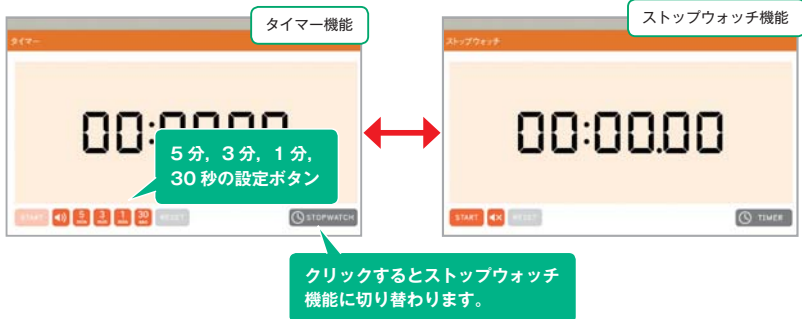 タイマー機能
タイマー
00:00.00
5分，3分，1分，
30秒の設定ボタン
START
5
3
1
30
RESET
STOPWATCH
クリックするとストップウォッチ
機能に切り替わります。
ストップウォッチ機能
ストップウォッチ
00:00.00
START
RESET
TIMER